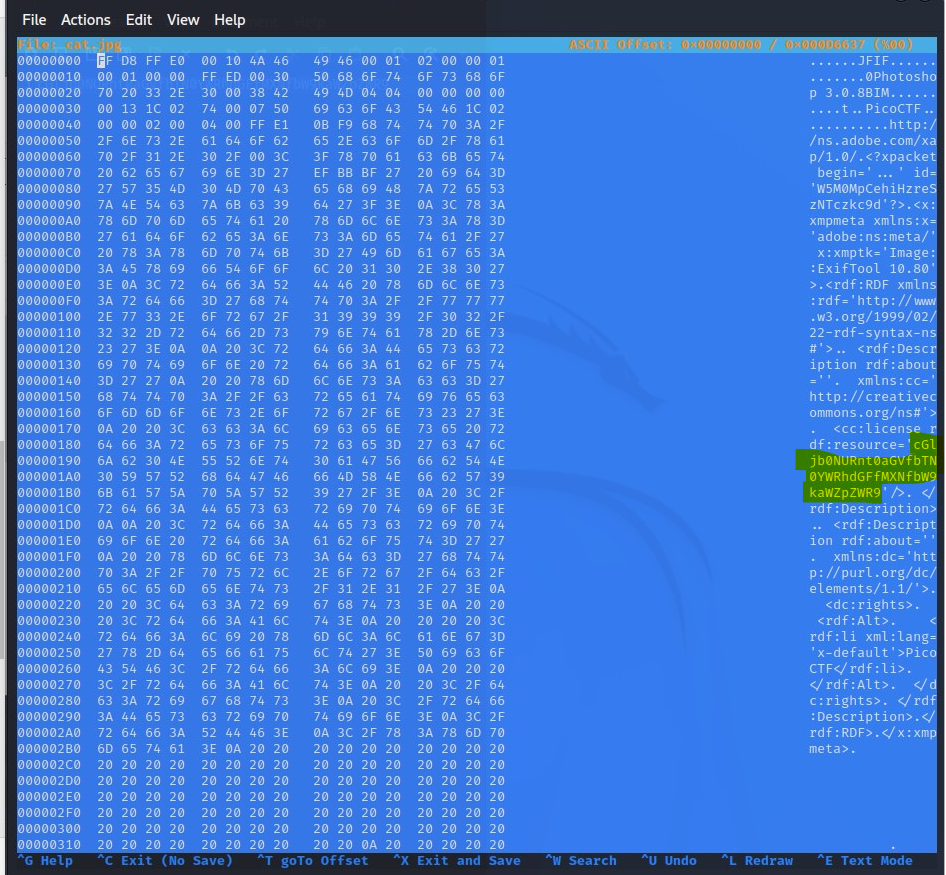 File Actions Edit View Help
File: cat.jpg ASCII Offset: 0x00000000 / 0x000D6637 (%00)
00000000 FF D8 FF E0 00 10 4A 46 49 46 00 01 02 00 00 01 ......JFIF......
00000010 00 01 00 00 FF ED 00 30 50 68 6F 74 6F 73 68 6F .......0Photosho
00000020 70 20 33 2E 30 00 38 42 49 4D 04 04 00 00 00 00 p 3.0.8BIM......
00000030 00 13 1C 02 74 00 07 50 69 63 6F 43 54 46 1C 02 ....t..PicoCTF..
00000040 00 00 02 00 04 00 FF E1 0B F9 68 74 74 70 3A 2F ..........http:/
00000050 2F 6E 73 2E 61 64 6F 62 65 2E 63 6F 6D 2F 78 61 /ns.adobe.com/xa
00000060 70 2F 31 2E 30 2F 00 3C 3F 78 70 61 63 6B 65 74 p/1.0/.<?xpacket
00000070 20 62 65 67 69 6E 3D 27 EF BB BF 27 20 69 64 3D begin='...' id=
00000080 27 57 35 4D 30 4D 70 43 65 68 69 48 7A 72 65 53 'W5M0MpCehiHzreS
00000090 7A 4E 54 63 7A 6B 63 39 64 27 3F 3E 0A 3C 78 3A zNTczkc9d'?>.<x:
000000A0 78 6D 70 6D 65 74 61 20 78 6D 6C 6E 73 3A 78 3D xmpmeta xmlns:x=
000000B0 27 61 64 6F 62 65 3A 6E 73 3A 6D 65 74 61 2F 27 'adobe:ns:meta/'
000000C0 20 78 3A 78 6D 70 74 6B 3D 27 49 6D 61 67 65 3A x:xmptk='Image:
000000D0 3A 45 78 69 66 54 6F 6F 6C 20 31 30 2E 38 30 27 :ExifTool 10.80'
000000E0 3E 0A 3C 72 64 66 3A 52 44 46 20 78 6D 6C 6E 73 >.<rdf:RDF xmlns
000000F0 3A 72 64 66 3D 27 68 74 74 70 3A 2F 2F 77 77 77 :rdf='http://www
00000100 2E 77 33 2E 6F 72 67 2F 31 39 39 39 2F 30 32 2F .w3.org/1999/02/
00000110 32 32 2D 72 64 66 2D 73 79 6E 74 61 78 2D 6E 73 22-rdf-syntax-ns
00000120 23 27 3E 0A 0A 20 3C 72 64 66 3A 44 65 73 63 72 #'>.. <rdf:Descr
00000130 69 70 74 69 6F 6E 20 72 64 66 3A 61 62 6F 75 74 iption rdf:about
00000140 3D 27 27 0A 20 20 78 6D 6C 6E 73 3A 63 63 3D 27 =''.  xmlns:cc='
00000150 68 74 74 70 3A 2F 2F 63 72 65 61 74 69 76 65 63 http://creativec
00000160 6F 6D 6D 6F 6E 73 2E 6F 72 67 2F 6E 73 23 27 3E ommons.org/ns#'>
00000170 0A 20 20 3C 63 63 3A 6C 69 63 65 6E 73 65 20 72 .  <cc:license r
00000180 64 66 3A 72 65 73 6F 75 72 63 65 3D 27 63 47 6C df:resource='cGl
00000190 6A 62 30 4E 55 52 6E 74 30 61 47 56 66 62 54 4E jb0NURnt0aGVfbTN
000001A0 30 59 57 52 68 64 47 46 66 4D 58 4E 66 62 57 39 0YWRhdGFfMXNfbW9
000001B0 6B 61 57 5A 70 5A 57 52 39 27 2F 3E 0A 20 3C 2F kaWZpZWR9'/>. </
000001C0 72 64 66 3A 44 65 73 63 72 69 70 74 69 6F 6E 3E rdf:Description>
000001D0 0A 0A 20 3C 72 64 66 3A 44 65 73 63 72 69 70 74 .. <rdf:Descript
000001E0 69 6F 6E 20 72 64 66 3A 61 62 6F 75 74 3D 27 27 ion rdf:about=''
000001F0 0A 20 20 78 6D 6C 6E 73 3A 64 63 3D 27 68 74 74 .  xmlns:dc='htt
00000200 70 3A 2F 2F 70 75 72 6C 2E 6F 72 67 2F 64 63 2F p://purl.org/dc/
00000210 65 6C 65 6D 65 6E 74 73 2F 31 2E 31 2F 27 3E 0A elements/1.1/'>.
00000220 20 20 3C 64 63 3A 72 69 67 68 74 73 3E 0A 20 20 <dc:rights>.
00000230 20 3C 72 64 66 3A 41 6C 74 3E 0A 20 20 20 20 3C <rdf:Alt>.    <
00000240 72 64 66 3A 6C 69 20 78 6D 6C 3A 6C 61 6E 67 3D rdf:li xml:lang=
00000250 27 78 2D 64 65 66 61 75 6C 74 27 3E 50 69 63 6F 'x-default'>Pico
00000260 43 54 46 3C 2F 72 64 66 3A 6C 69 3E 0A 20 20 20 CTF</rdf:li>.
00000270 3C 2F 72 64 66 3A 41 6C 74 3E 0A 20 20 3C 2F 64 </rdf:Alt>.  </d
00000280 63 3A 72 69 67 68 74 73 3E 0A 20 3C 2F 72 64 66 c:rights>. </rdf
00000290 3A 44 65 73 63 72 69 70 74 69 6F 6E 3E 0A 3C 2F :Description>.</
000002A0 72 64 66 3A 52 44 46 3E 0A 3C 2F 78 3A 78 6D 70 rdf:RDF>.</x:xmp
000002B0 6D 65 74 61 3E 0A 20 20 20 20 20 20 20 20 20 20 meta>.
000002C0 20 20 20 20 20 20 20 20 20 20 20 20 20 20 20 20
000002D0 20 20 20 20 20 20 20 20 20 20 20 20 20 20 20 20
000002E0 20 20 20 20 20 20 20 20 20 20 20 20 20 20 20 20
000002F0 20 20 20 20 20 20 20 20 20 20 20 20 20 20 20 20
00000300 20 20 20 20 20 20 20 20 20 20 20 20 20 20 20 20
00000310 20 20 20 20 20 20 20 20 20 20 0A 20 20 20 20 20 .
^G Help ^C Exit (No Save) ^T goTo Offset ^X Exit and Save ^W Search ^U Undo ^L Redraw ^E Text Mode